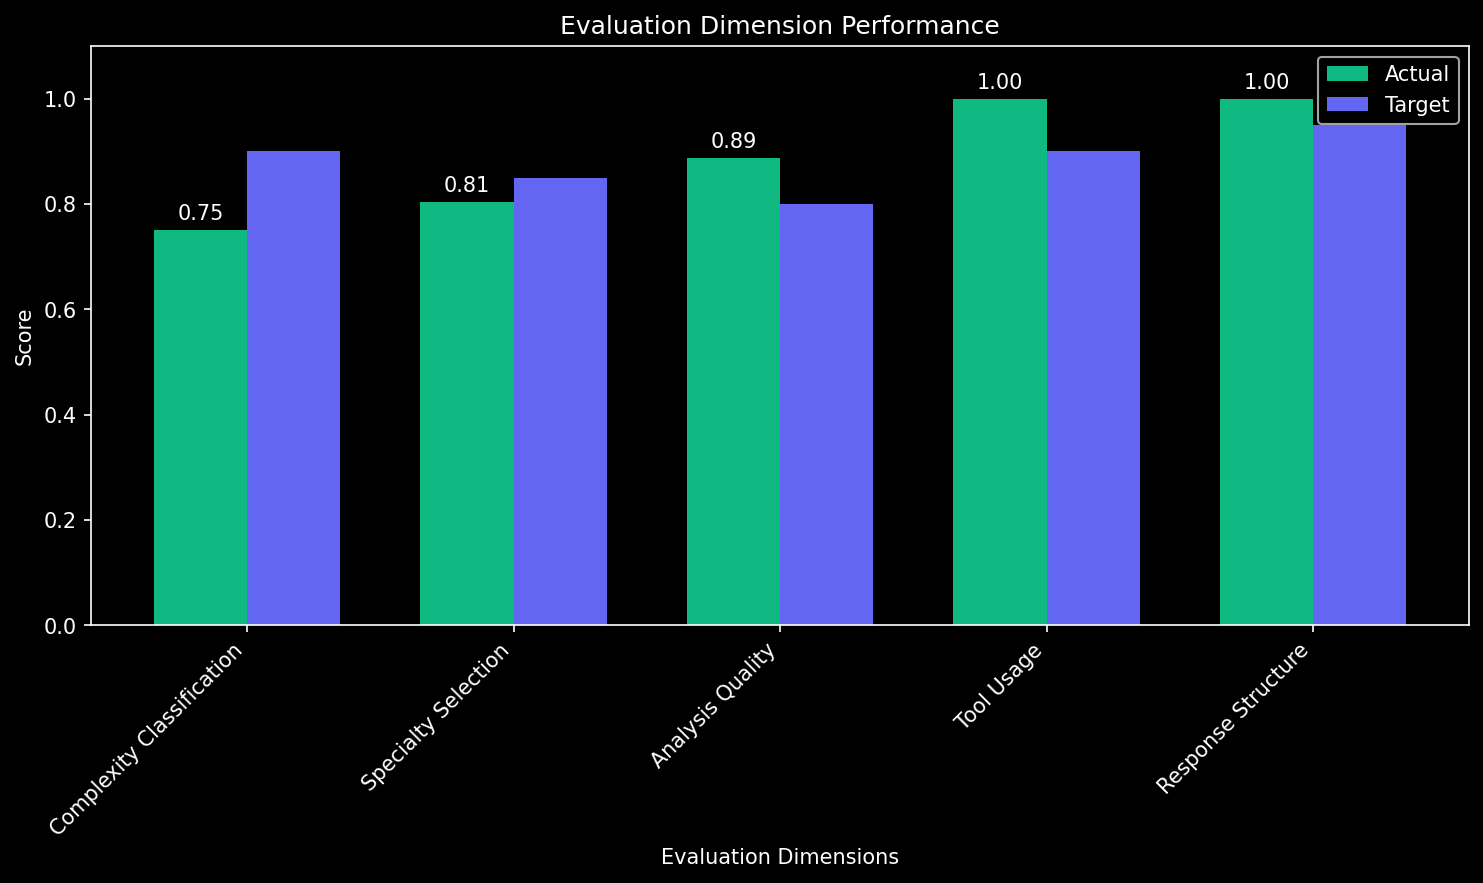 Evaluation Dimension Performance
Actual
Target
1.00
1.00
0.89
0.81
0.75
1.0
0.8
0.6
0.4
0.2
0.0
Score
Complexity Classification
Specialty Selection
Analysis Quality
Tool Usage
Response Structure
Evaluation Dimensions